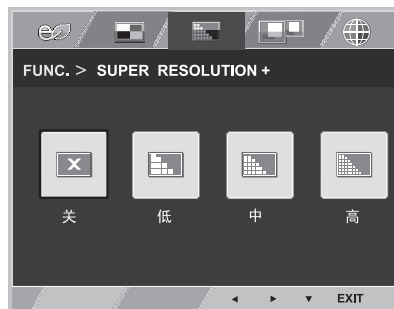 FUNC. > SUPER RESOLUTION +
关 低 中 高
EXIT